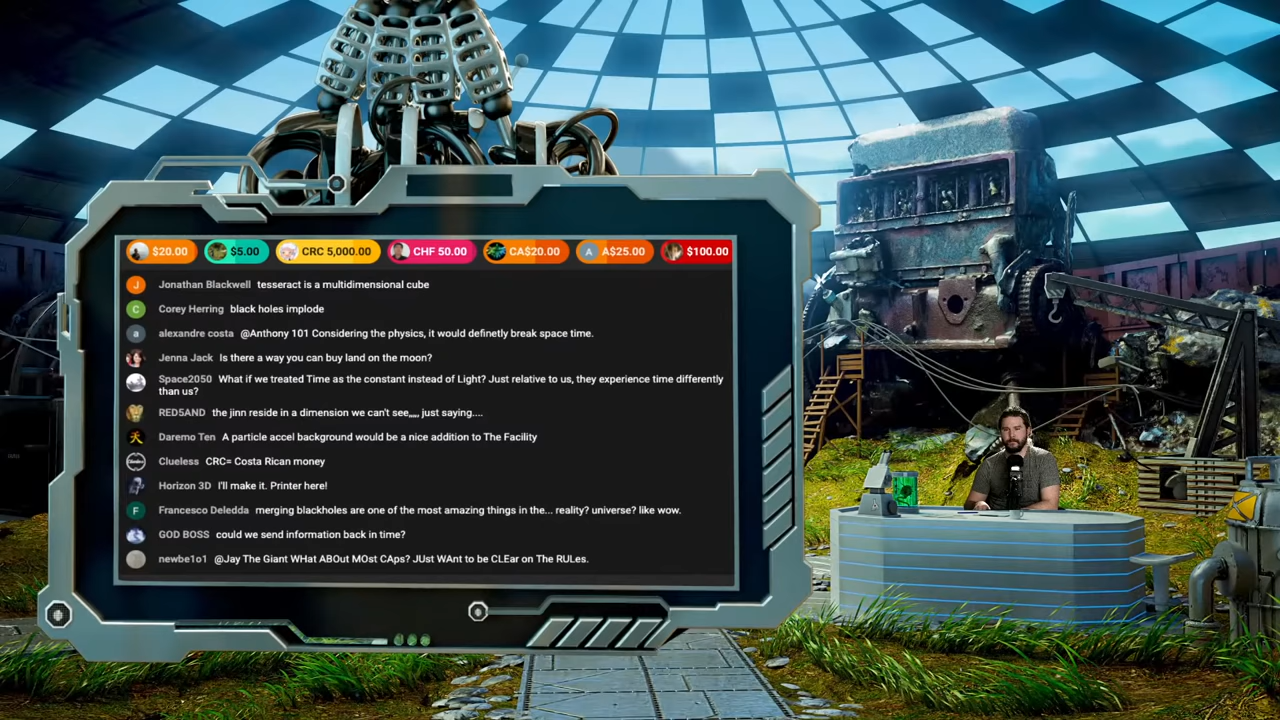 $20.00 $5.00 CRC 5,000.00 CHF 50.00 CA$20.00 A A$25.00 $100.00
J Jonathan Blackwell tesseract is a multidimensional cube
C Corey Herring black holes implode
a alexandre costa @Anthony 101 Considering the physics, it would definetly break space time.
Jenna Jack Is there a way you can buy land on the moon?
Space2050 What if we treated Time as the constant instead of Light? Just relative to us, they experience time differently
than us?
RED5AND the jinn reside in a dimension we can't see,,,,, just saying....
Daremo Ten A particle accel background would be a nice addition to The Facility
Clueless CRC= Costa Rican money
Horizon 3D I'll make it. Printer here!
F Francesco Deledda merging blackholes are one of the most amazing things in the... reality? universe? like wow.
GOD BOSS could we send information back in time?
newbe1o1 @Jay The Giant WHat ABOut MOst CAps? JUst WAnt to be CLEar on The RULes.